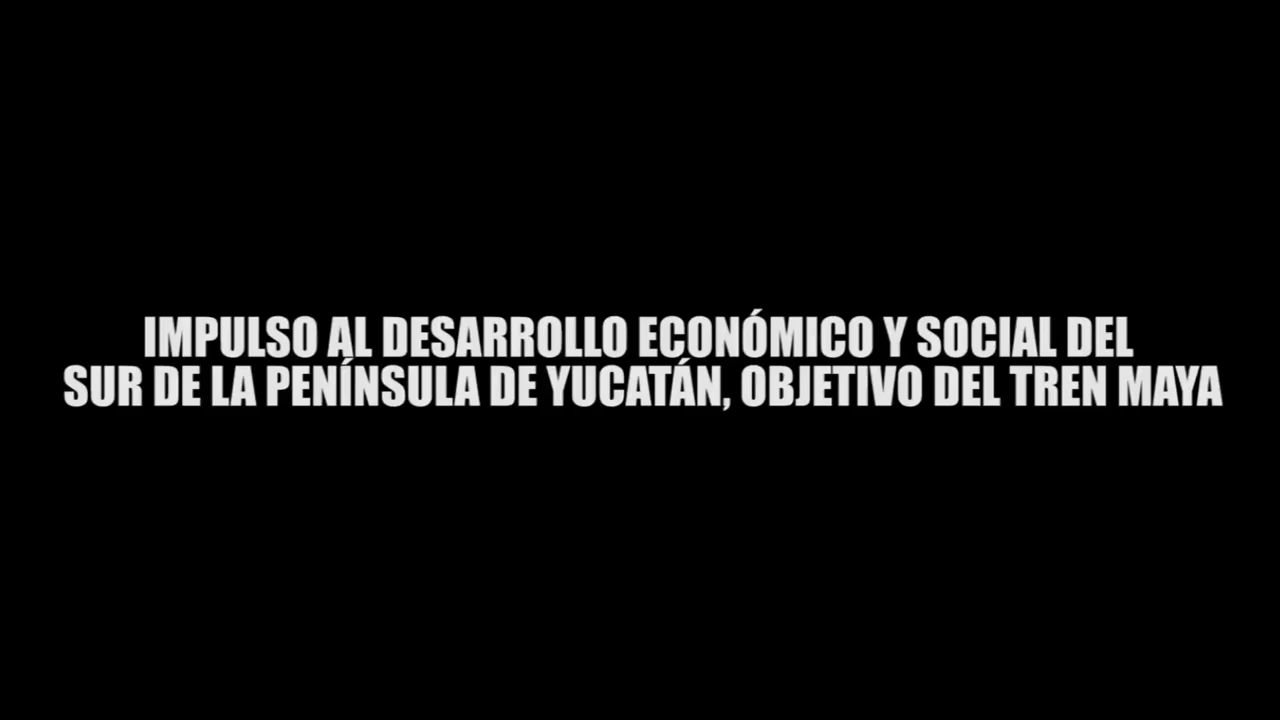 IMPULSO AL DESARROLLO ECONÓMICO Y SOCIAL DEL
SUR DE LA PENÍNSULA DE YUCATÁN, OBJETIVO DEL TREN MAYA